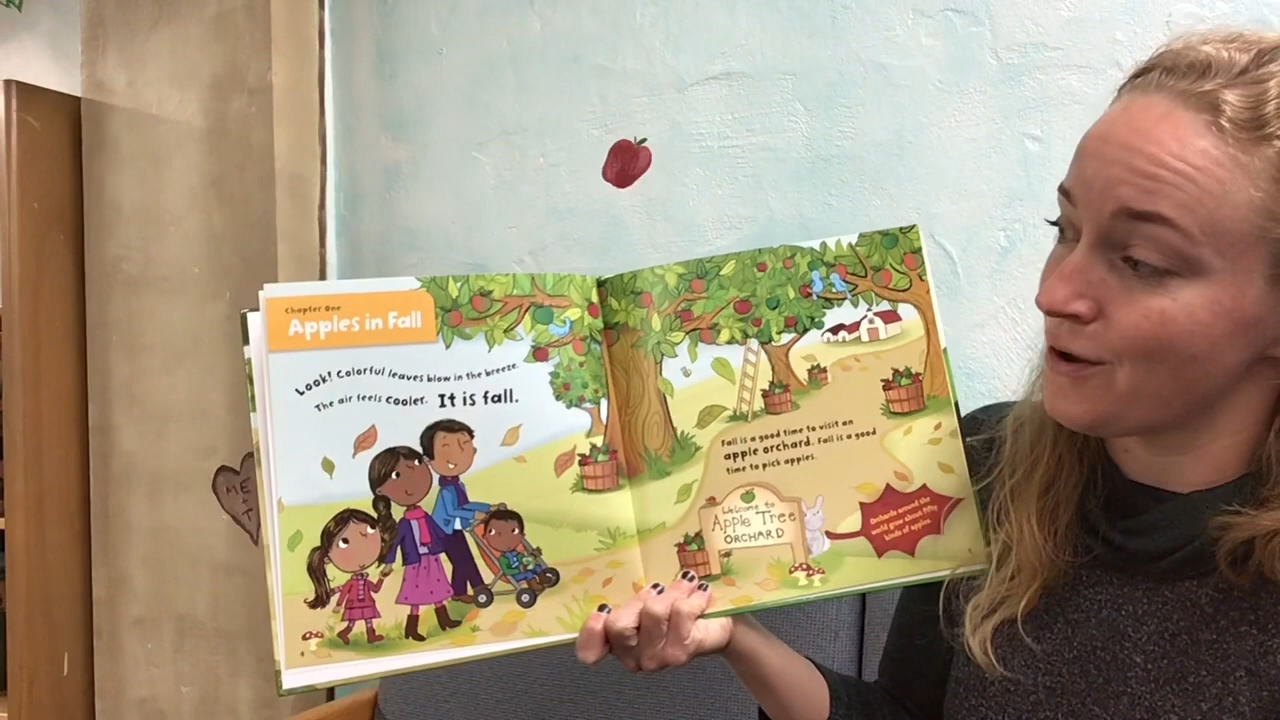 Chapter One
Apples in Fall
Look! Colorful leaves blow in the breeze.
The air feels cooler. It is fall.
Fall is a good time to visit an
apple orchard. Fall is a good
time to pick apples.
Welcome to
Apple Tree
ORCHARD
Orchards around the
world grow about fifty
kinds of apples.
4
ME
+
T